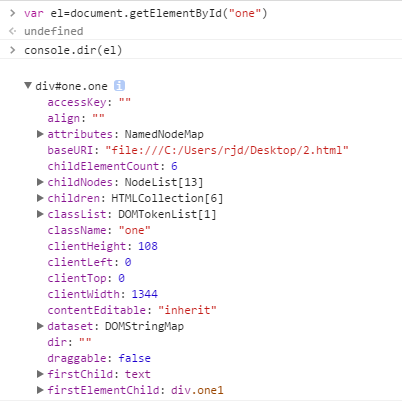 > var el=document.getElementById("one")
<· undefined
> console.dir(el)
▼ div#one.one i
accessKey: ""
align: ""
▶ attributes: NamedNodeMap
baseURI: "file:///C:/Users/rjd/Desktop/2.html"
childElementCount: 6
▶ childNodes: NodeList[13]
▶ children: HTMLCollection[6]
▶ classList: DOMTokenList[1]
className: "one"
clientHeight: 108
clientLeft: 0
clientTop: 0
clientWidth: 1344
contentEditable: "inherit"
▶ dataset: DOMStringMap
dir: ""
draggable: false
▶ firstChild: text
▶ firstElementChild: div.one1